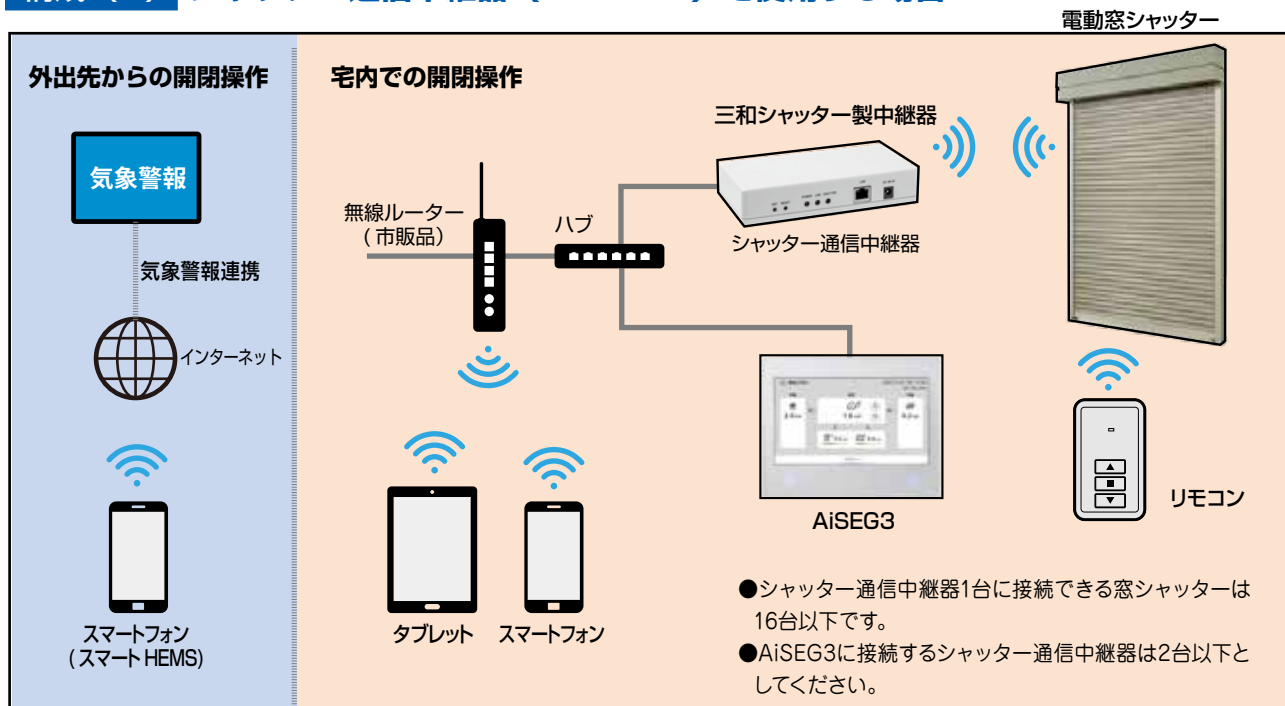 電動窓シャッター
外出先からの開閉操作
宅内での開閉操作
気象警報
気象警報連携
インターネット
スマートフォン
(スマートHEMS)
無線ルーター
(市販品)
ハブ
三和シャッター製中継器
シャッター通信中継器
タブレット
スマートフォン
AiSEG3
リモコン
●シャッター通信中継器1台に接続できる窓シャッターは
16台以下です。
●AiSEG3に接続するシャッター通信中継器は2台以下と
してください。